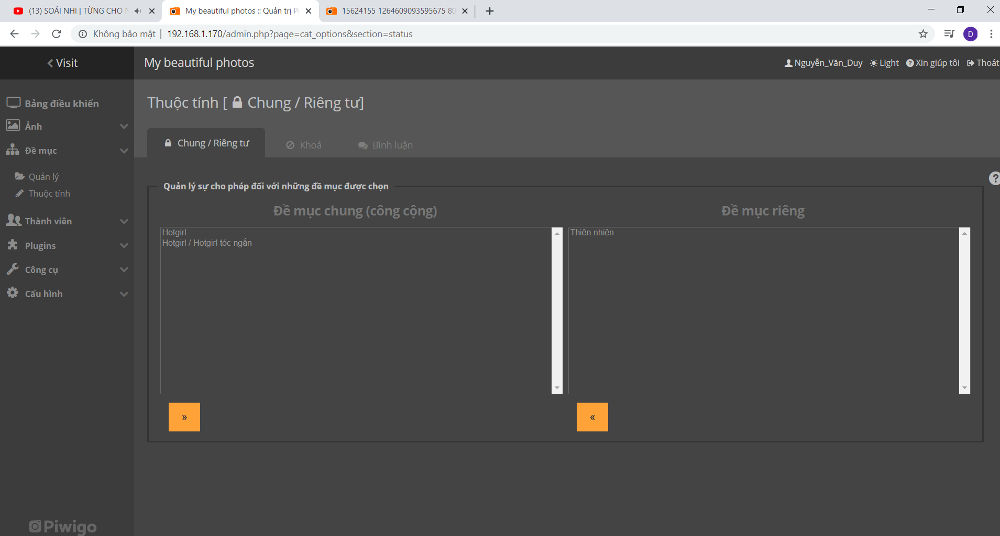 (13) SOÁI NHI | TỪNG CHO
My beautiful photos :: Quản trị
15624155 1264609093595675 80
Không bảo mật
192.168.1.170/admin.php?page=cat_options&section=status
D
Visit
My beautiful photos
Nguyễn_Văn_Duy
Light
Xin giúp tôi
Thoát
Bảng điều khiển
Ảnh
Đề mục
Quản lý
Thuộc tính
Thành viên
Plugins
Công cụ
Cấu hình
Piwigo
Thuộc tính [ Chung / Riêng tư]
Chung / Riêng tư
Khoá
Bình luận
?
Quản lý sự cho phép đối với những đề mục được chọn
Đề mục chung (công cộng)
Hotgirl
Hotgirl / Hotgirl tóc ngắn
»
Đề mục riêng
Thiên nhiên
«